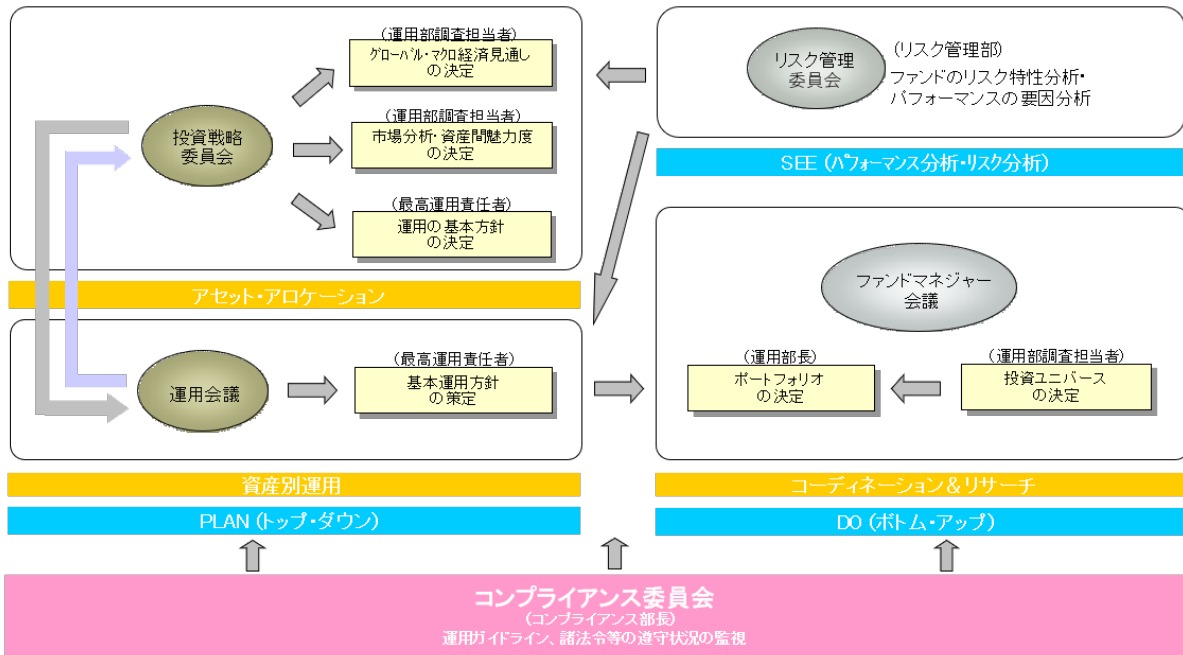 (運用部調査担当者)
グローバル・マクロ経済見通し
の決定
投資戦略
委員会
(運用部調査担当者)
市場分析・資産間魅力度
の決定
(最高運用責任者)
運用の基本方針
の決定
アセット・アロケーション
運用会議
(最高運用責任者)
基本運用方針
の策定
資産別運用
PLAN (トップ・ダウン)
リスク管理
委員会
(リスク管理部)
ファンドのリスク特性分析・
パフォーマンスの要因分析
SEE (パフォーマンス分析・リスク分析)
ファンドマネジャー
会議
(運用部長)
ポートフォリオ
の決定
(運用部調査担当者)
投資ユニバース
の決定
コーディネーション&リサーチ
DO (ボトム・アップ)
コンプライアンス委員会
(コンプライアンス部長)
運用ガイドライン、諸法令等の遵守状況の監視